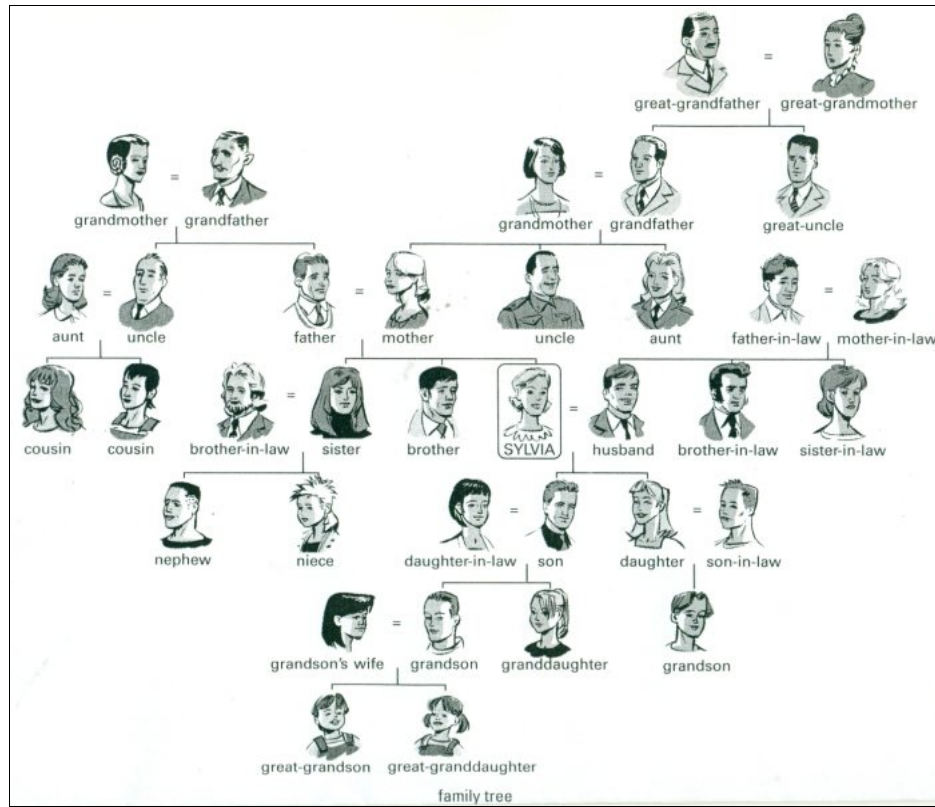 great-grandfather great-grandmother
grandmother grandfather grandmother grandfather great-uncle
aunt uncle father mother uncle aunt father-in-law mother-in-law
cousin cousin brother-in-law sister brother SYLVIA husband brother-in-law sister-in-law
nephew niece daughter-in-law son daughter son-in-law
grandson's wife grandson granddaughter grandson
great-grandson great-granddaughter
family tree